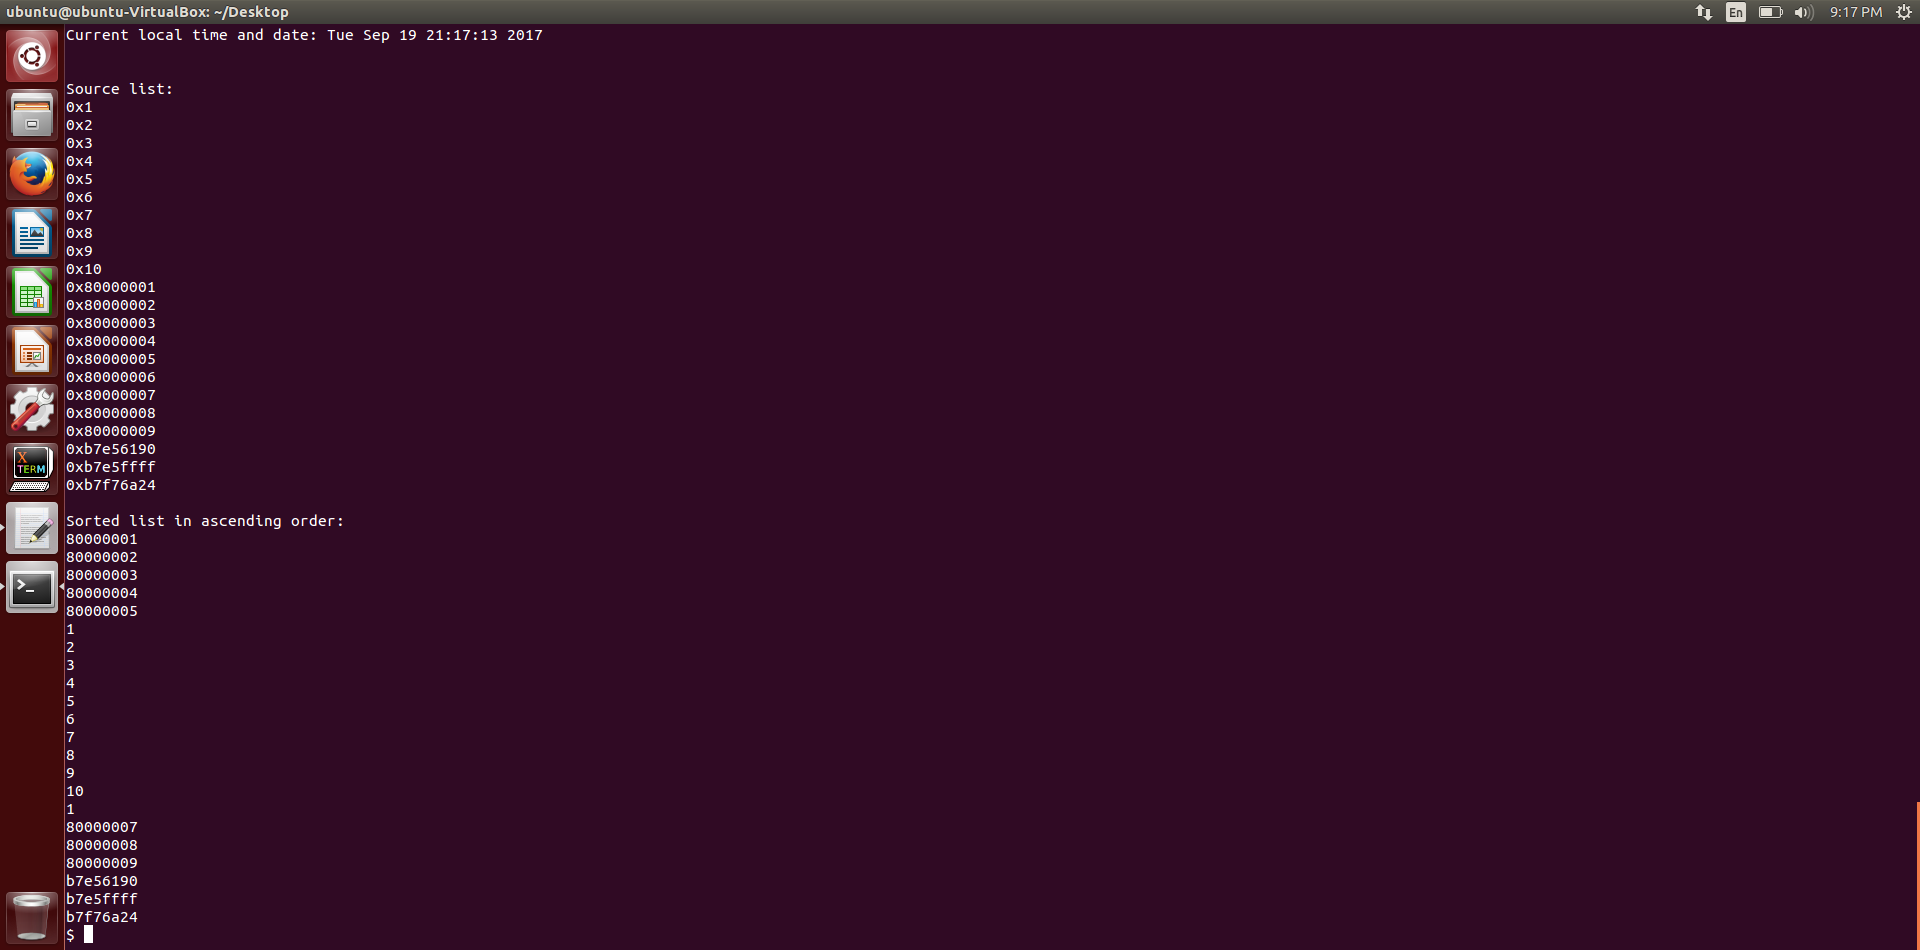 ubuntu@ubuntu-VirtualBox: ~/Desktop
En
9:17 PM
Current local time and date: Tue Sep 19 21:17:13 2017
Source list:
0x1
0x2
0x3
0x4
0x5
0x6
0x7
0x8
0x9
0x10
0x80000001
0x80000002
0x80000003
0x80000004
0x80000005
0x80000006
0x80000007
0x80000008
0x80000009
0xb7e56190
0xb7e5ffff
0xb7f76a24
X
TERM
Sorted list in ascending order:
80000001
80000002
80000003
80000004
80000005
1
2
3
4
5
6
7
8
9
10
1
80000007
80000008
80000009
b7e56190
b7e5ffff
b7f76a24
$